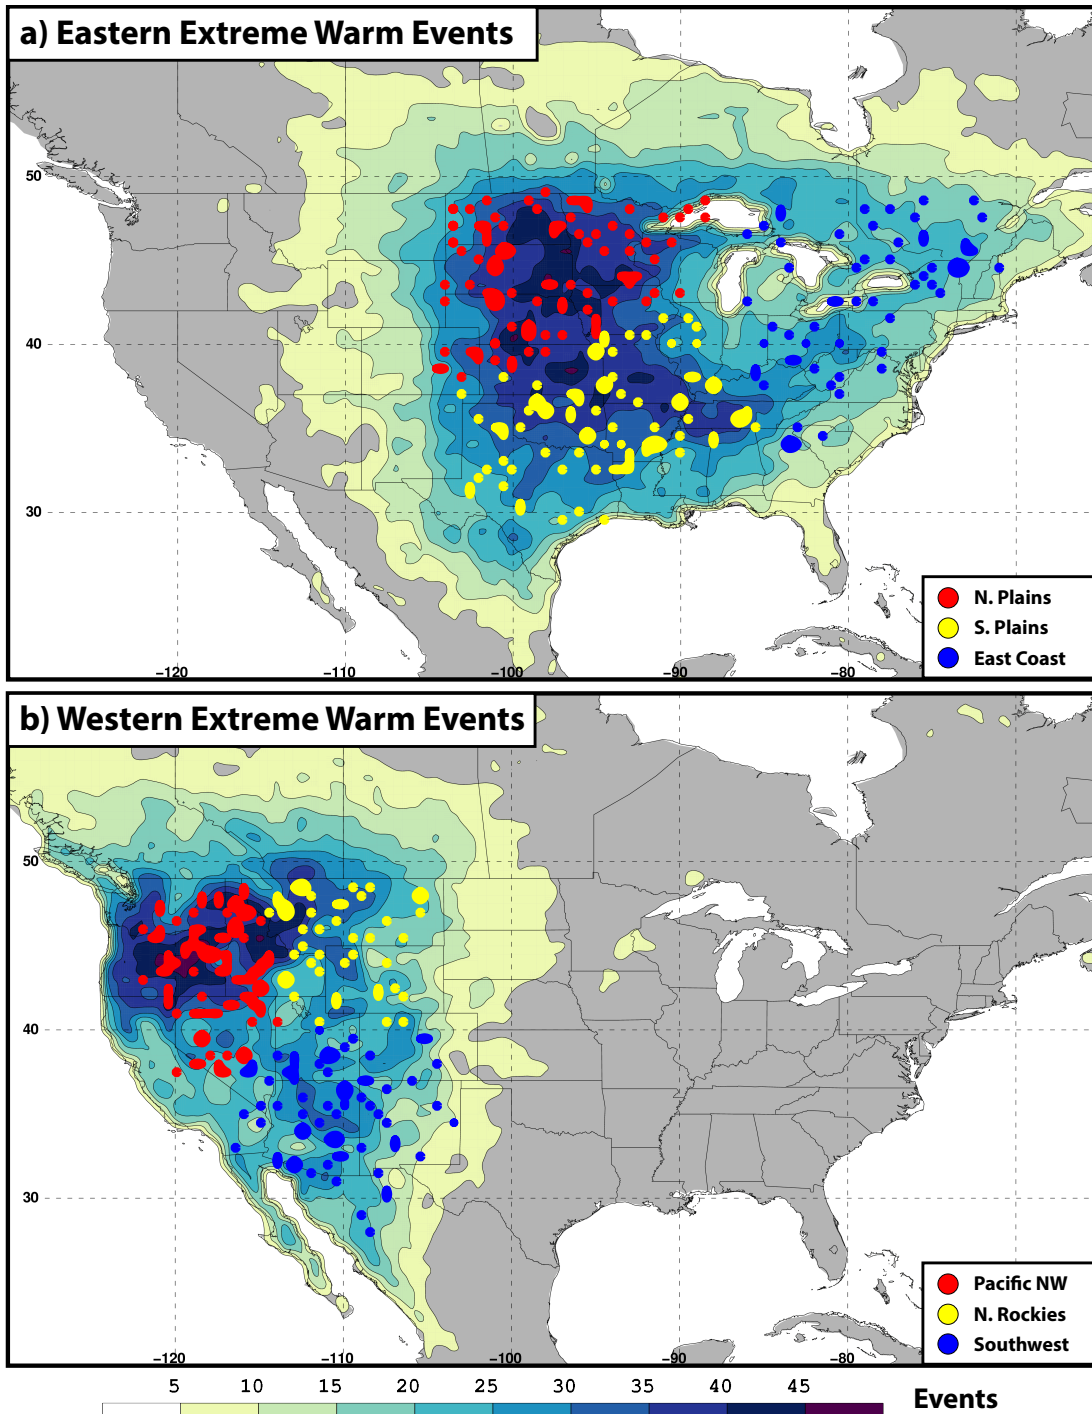 a) Eastern Extreme Warm Events
50
40
30
−120
−110
−100
−90
−80
N. Plains
S. Plains
East Coast
b) Western Extreme Warm Events
50
40
30
−120
−110
−100
−90
−80
Pacific NW
N. Rockies
Southwest
5 10 15 20 25 30 35 40 45
Events